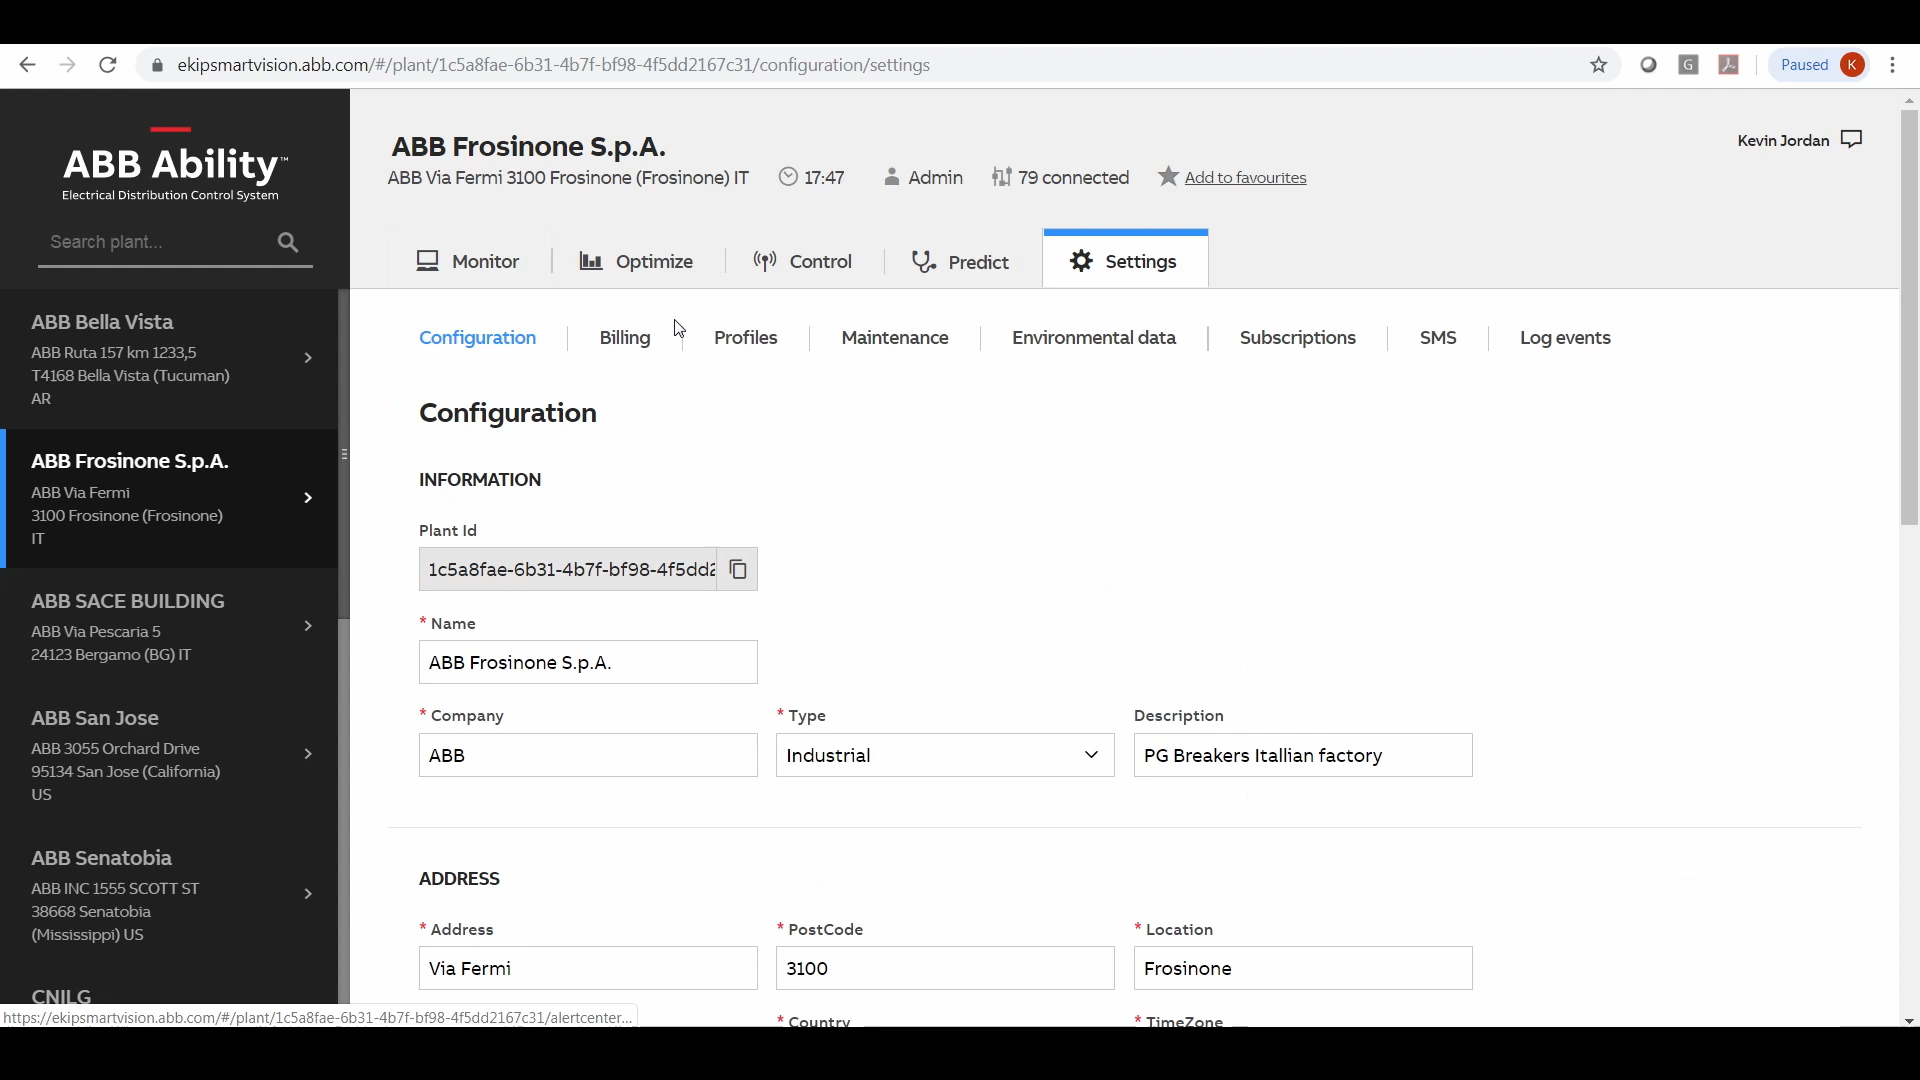 ekipsmartvision.abb.com/#/plant/1c5a8fae-6b31-4b7f-bf98-4f5dd2167c31/configuration/settings
G
Paused K
ABB Ability™
Electrical Distribution Control System
Search plant...
ABB Bella Vista
ABB Ruta 157 km 1233,5
T4168 Bella Vista (Tucuman)
AR
ABB Frosinone S.p.A.
ABB Via Fermi
3100 Frosinone (Frosinone)
IT
ABB SACE BUILDING
ABB Via Pescaria 5
24123 Bergamo (BG) IT
ABB San Jose
ABB 3055 Orchard Drive
95134 San Jose (California)
US
ABB Senatobia
ABB INC 1555 SCOTT ST
38668 Senatobia
(Mississippi) US
CNILG
https://ekipsmartvision.abb.com/#/plant/1c5a8fae-6b31-4b7f-bf98-4f5dd2167c31/alertcenter...
ABB Frosinone S.p.A.
ABB Via Fermi 3100 Frosinone (Frosinone) IT 17:47 Admin 79 connected Add to favourites
Kevin Jordan
Monitor Optimize Control Predict Settings
Configuration Billing Profiles Maintenance Environmental data Subscriptions SMS Log events
Configuration
INFORMATION
Plant Id
1c5a8fae-6b31-4b7f-bf98-4f5dd2
* Name
ABB Frosinone S.p.A.
* Company * Type Description
ABB Industrial PG Breakers Itallian factory
ADDRESS
* Address * PostCode * Location
Via Fermi 3100 Frosinone
* Country * TimeZone